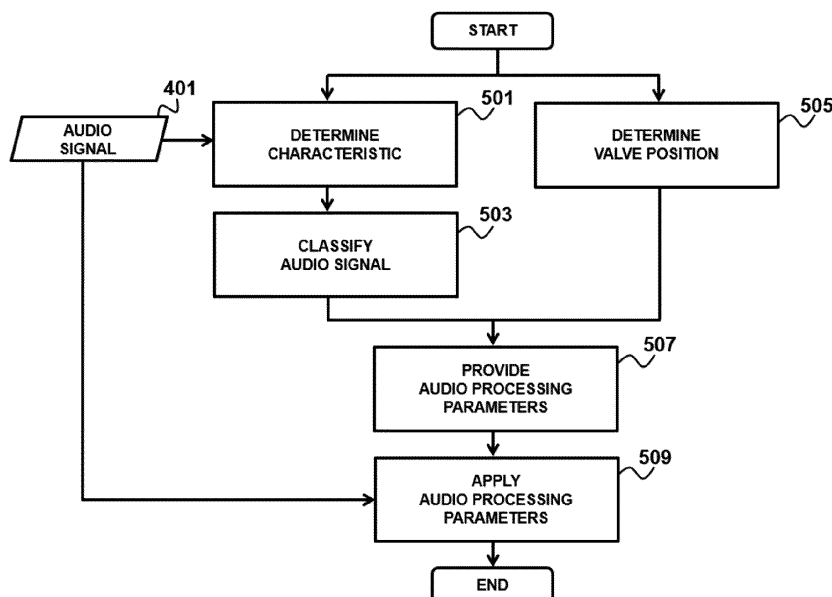 START
401
AUDIO
SIGNAL
501
DETERMINE
CHARACTERISTIC
505
DETERMINE
VALVE POSITION
503
CLASSIFY
AUDIO SIGNAL
507
PROVIDE
AUDIO PROCESSING
PARAMETERS
509
APPLY
AUDIO PROCESSING
PARAMETERS
END